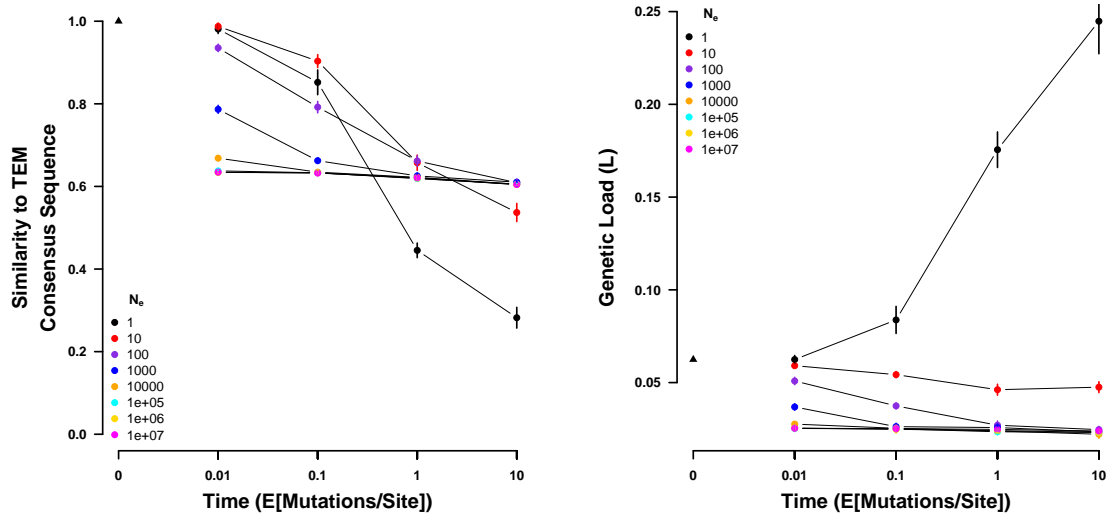 1.0
0.8
0.6
0.4
0.2
0.0
Similarity to TEM
Consensus Sequence
Ne
1
10
100
1000
10000
1e+05
1e+06
1e+07
0
0.01
0.1
1
10
Time (E[Mutations/Site])
0.25
0.20
0.15
0.10
0.05
Genetic Load (L)
Ne
1
10
100
1000
10000
1e+05
1e+06
1e+07
0
0.01
0.1
1
10
Time (E[Mutations/Site])